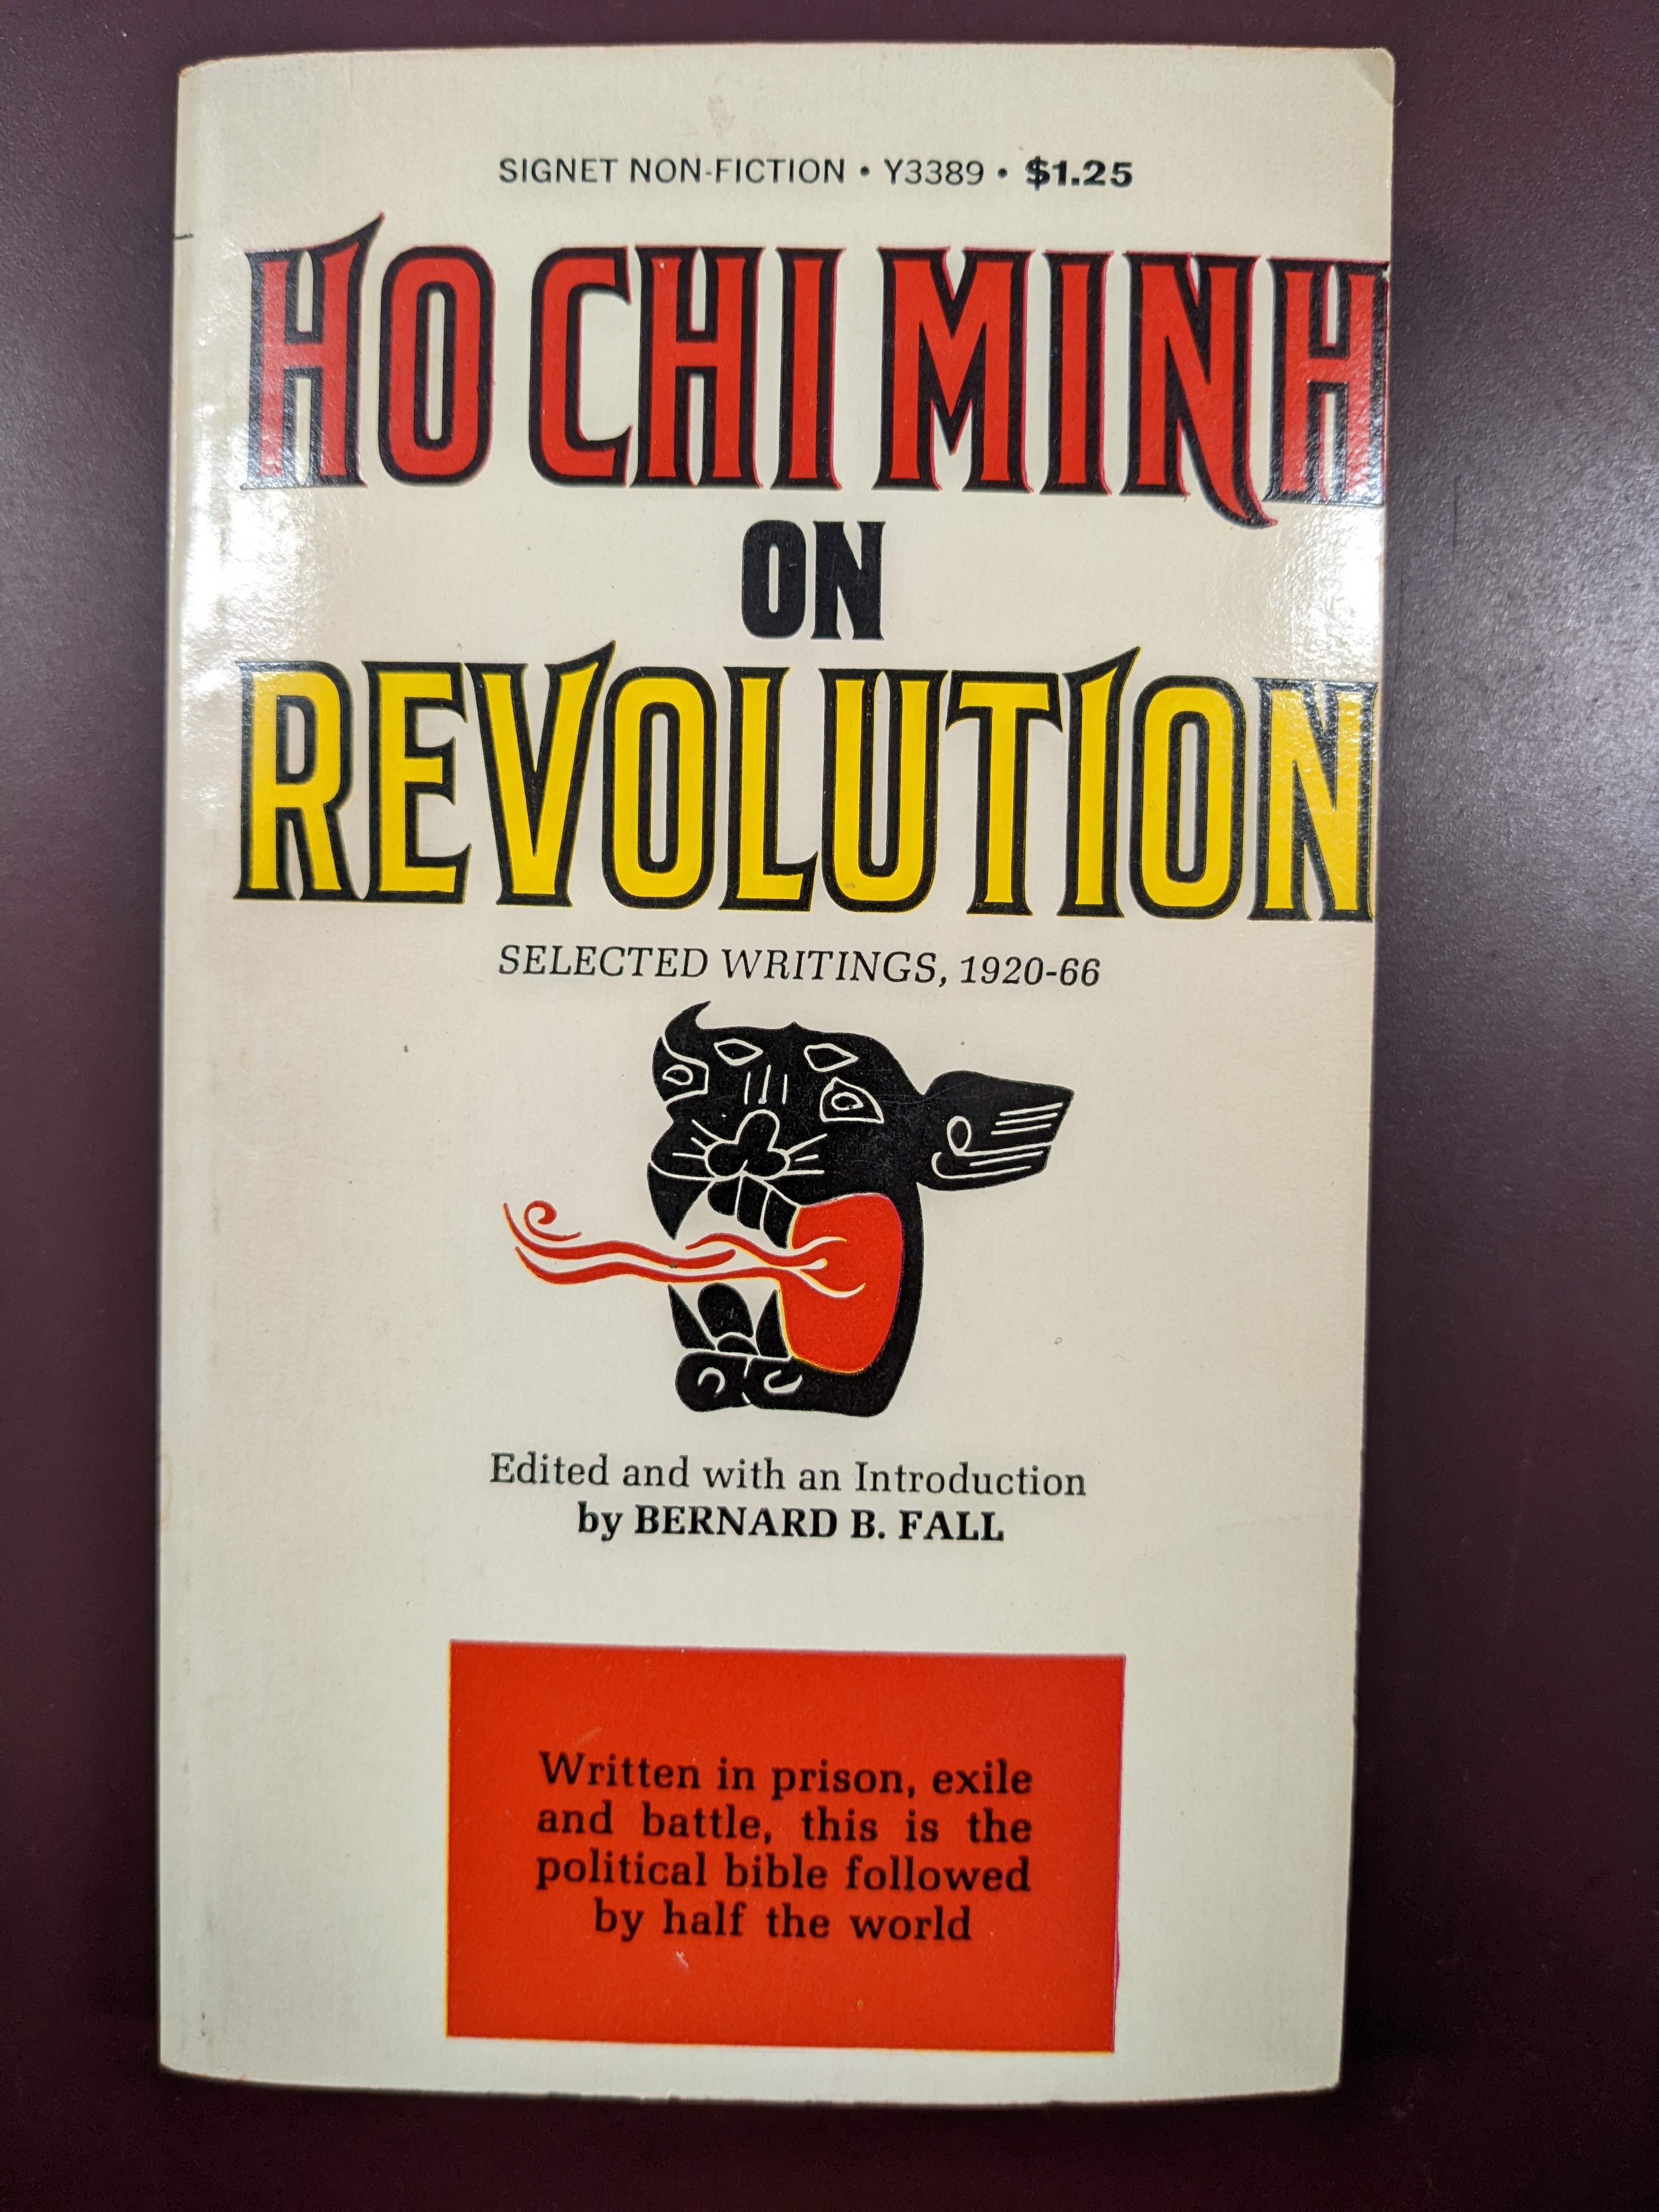 SIGNET NON-FICTION • Y3389 • $1.25
HO CHI MINH
ON
REVOLUTION
SELECTED WRITINGS, 1920-66
Edited and with an Introduction
by BERNARD B. FALL
Written in prison, exile
and battle, this is the
political bible followed
by half the world